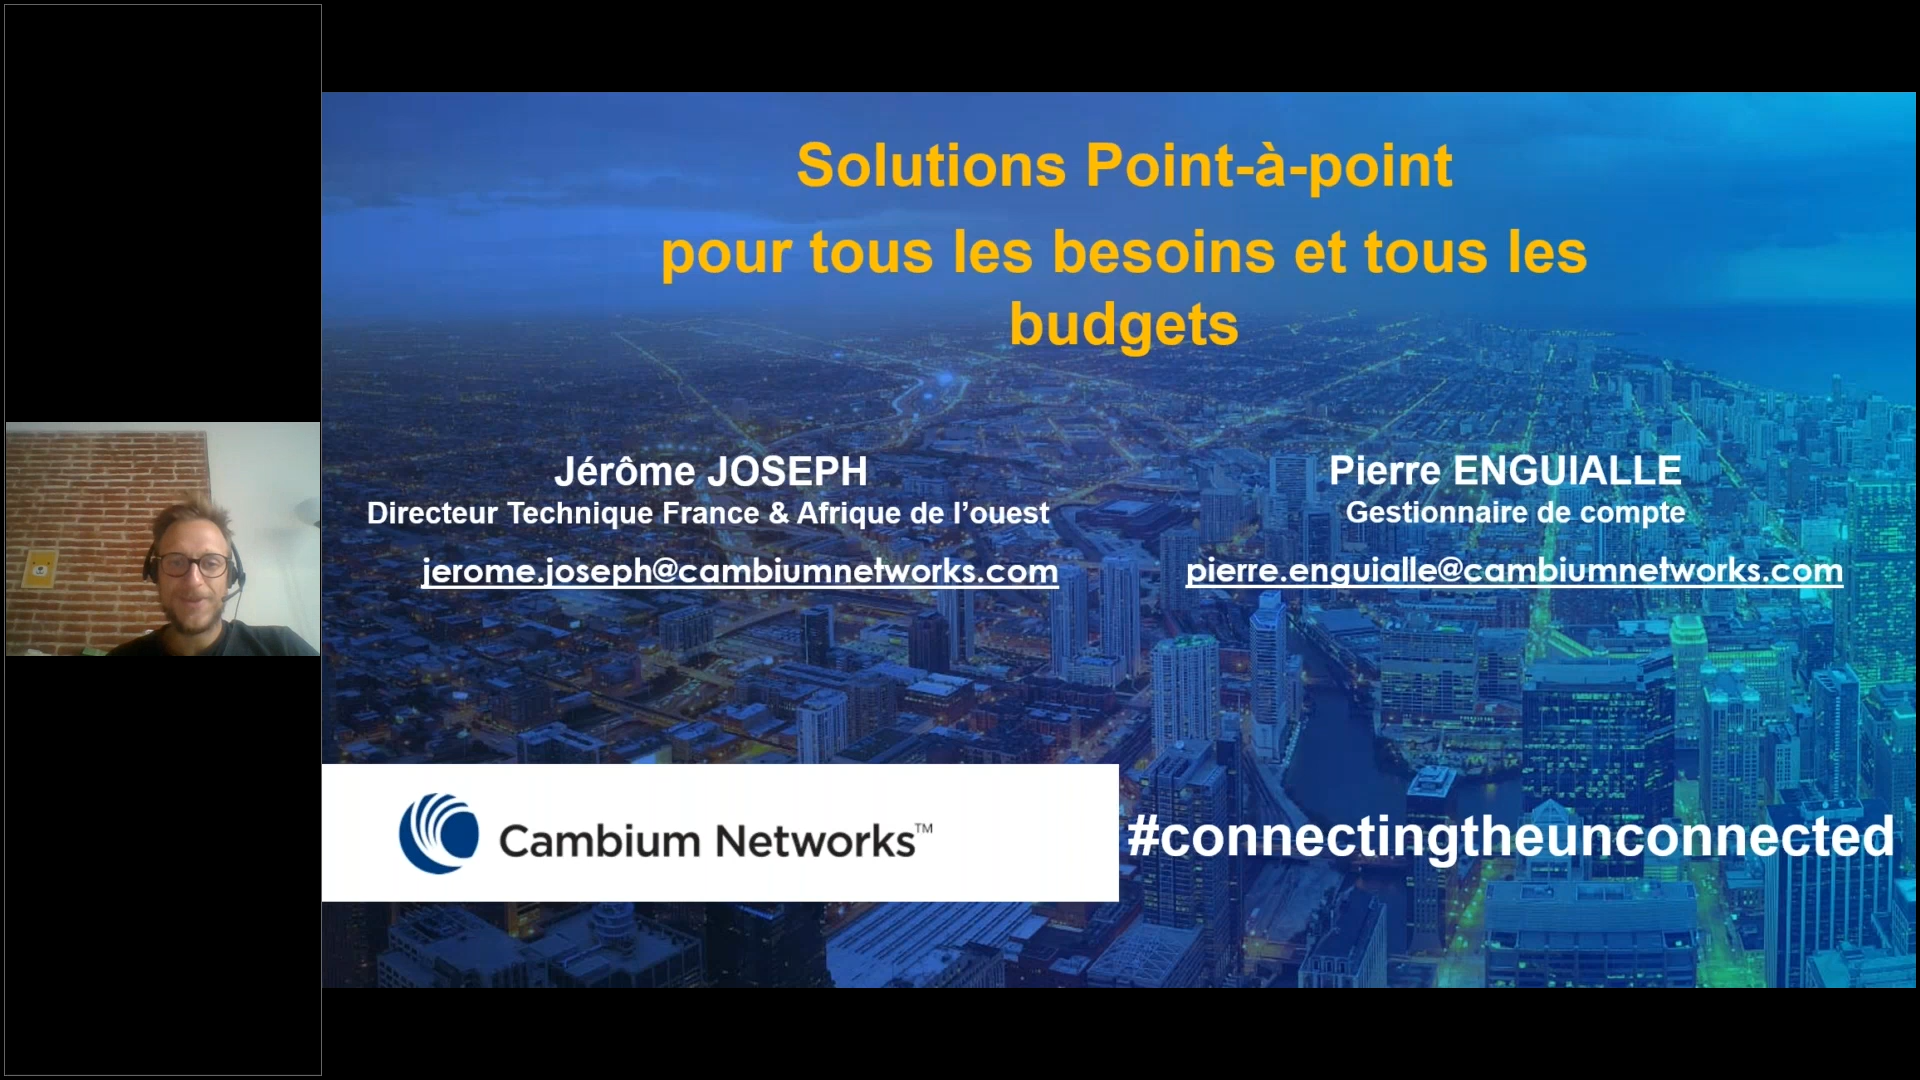 Solutions Point-à-point
pour tous les besoins et tous les
budgets
Jérôme JOSEPH
Directeur Technique France & Afrique de l’ouest
jerome.joseph@cambiumnetworks.com
Pierre ENGUIALLE
Gestionnaire de compte
pierre.enguialle@cambiumnetworks.com
Cambium Networks™
#connectingtheunconnected